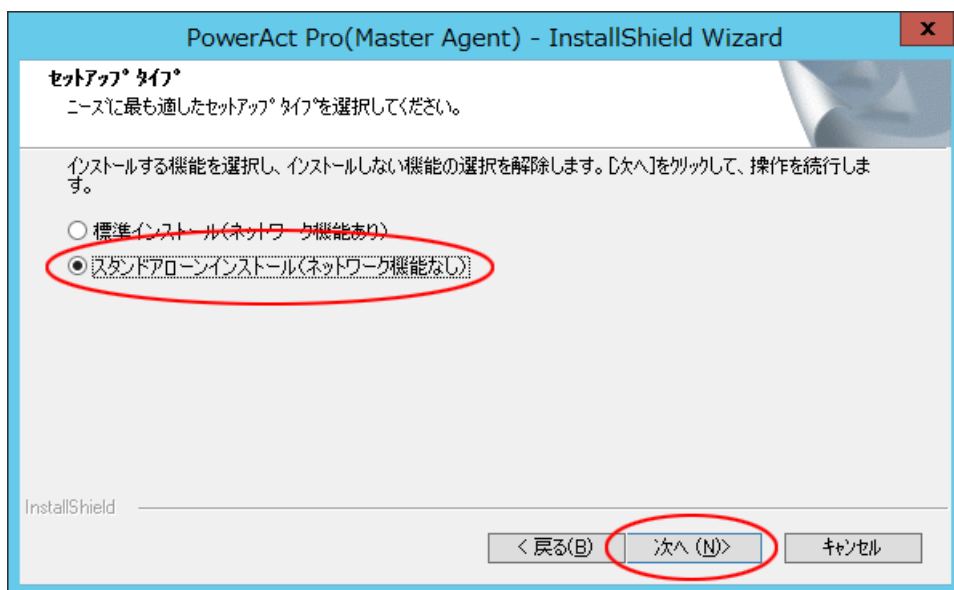 PowerAct Pro(Master Agent) - InstallShield Wizard
x
セットアップ タイプ
ニーズに最も適したセットアップ タイプを選択してください。
インストールする機能を選択し、インストールしない機能の選択を解除します。[次へ]をクリックして、操作を続行しま
す。
標準インストール(ネットワーク機能あり)
スタンドアローンインストール(ネットワーク機能なし)
InstallShield
< 戻る(B)
次へ (N)>
キャンセル